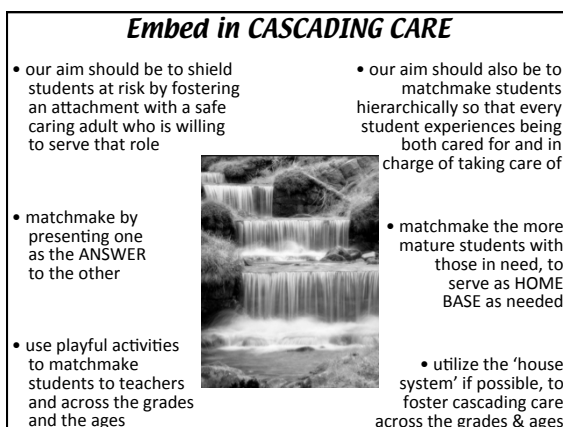 Embed in CASCADING CARE
• our aim should be to shield
students at risk by fostering
an attachment with a safe
caring adult who is willing
to serve that role
• matchmake by
presenting one
as the ANSWER
to the other
• use playful activities
to matchmake
students to teachers
and across the grades
and the ages
• our aim should also be to
matchmake students
hierarchically so that every
student experiences being
both cared for and in
charge of taking care of
• matchmake the more
mature students with
those in need, to
serve as HOME
BASE as needed
• utilize the ‘house
system’ if possible, to
foster cascading care
across the grades & ages